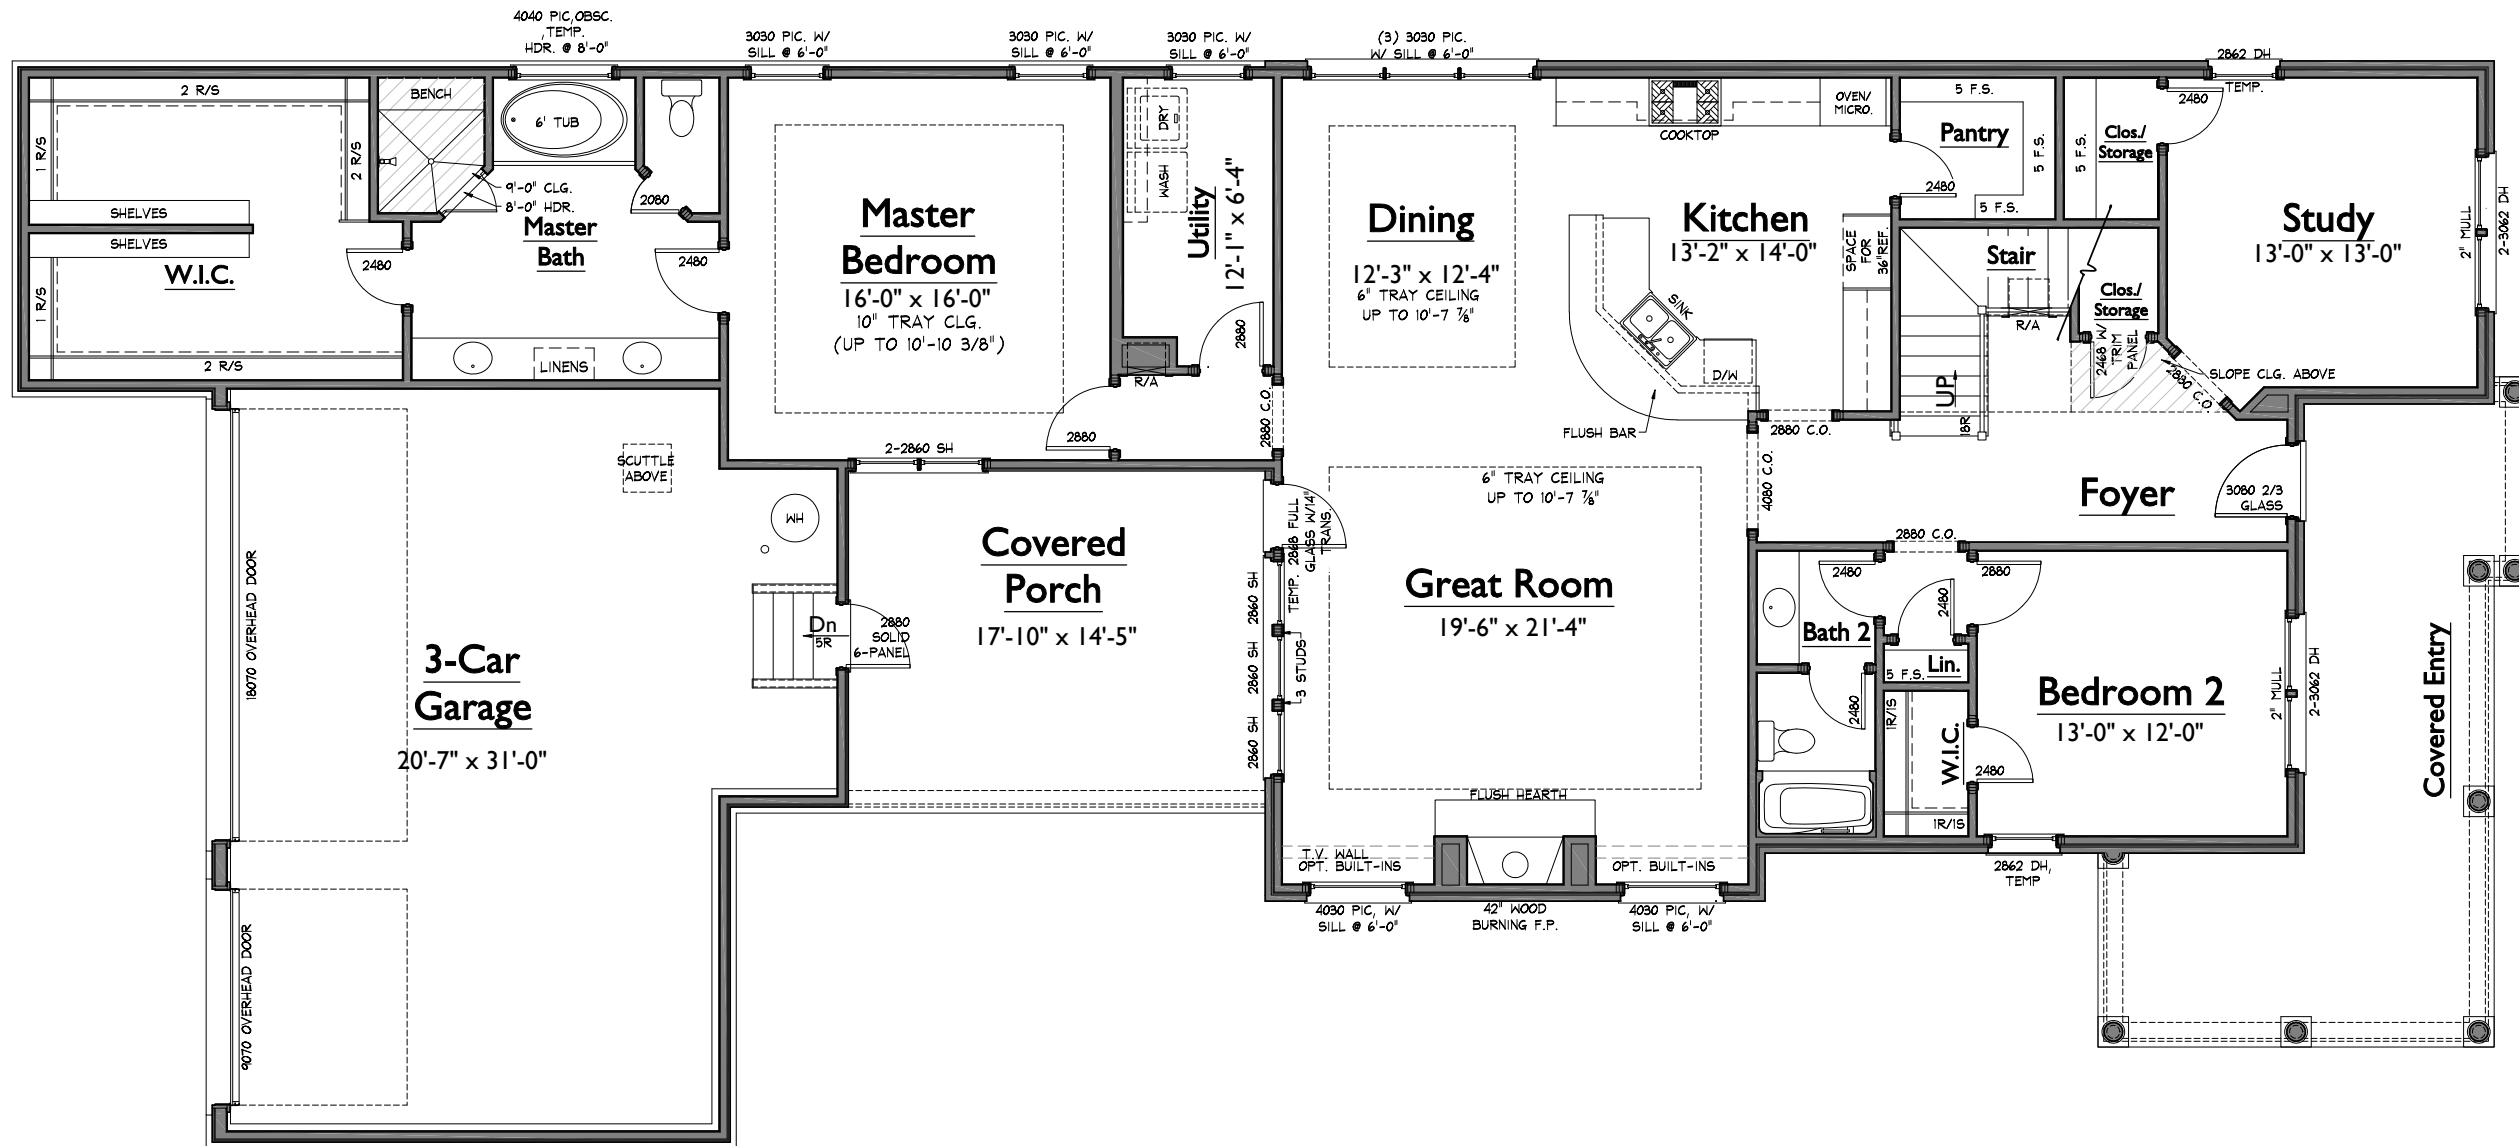 4040 PIC, OBSC.
, TEMP.
HDR. @ 8'-0"
3030 PIC. W/
SILL @ 6'-0"
3030 PIC. W/
SILL @ 6'-0"
3030 PIC. W/
SILL @ 6'-0"
(3) 3030 PIC.
W/ SILL @ 6'-0"
2862 DH
TEMP.
2 R/S
1 R/S
2 R/S
SHELVES
SHELVES
W.I.C.
1 R/S
2 R/S
2480
BENCH
6' TUB
9'-0" CLG.
8'-0" HDR.
Master
Bath
2080
2480
LINENS
Master
Bedroom
16'-0" x 16'-0"
10" TRAY CLG.
(UP TO 10'-10 3/8")
2880
2-2860 SH
DRY
WASH
Utility
12'-1" x 6'-4"
2880
R/A
2880 C.O.
Dining
12'-3" x 12'-4"
6" TRAY CEILING
UP TO 10'-7 7/8"
COOKTOP
OVEN/
MICRO.
Kitchen
13'-2" x 14'-0"
SPACE
FOR
36"REF.
SINK
D/W
FLUSH BAR
2880 C.O.
4080 C.O.
5 F.S.
Pantry
5 F.S.
2480
5 F.S.
5 F.S.
Clos./
Storage
2480
Stair
R/A
UP
18R
Clos./
Storage
2468 W/
TRIM
PANEL
SLOPE CLG. ABOVE
2880 C.O
Study
13'-0" x 13'-0"
2" MULL
2-3062 DH
Foyer
3080 2/3
GLASS
2880 C.O.
SCUTTLE
ABOVE
WH
18070 OVERHEAD DOOR
3-Car
Garage
20'-7" x 31'-0"
9070 OVERHEAD DOOR
Dn
5R
2880
SOLID
6-PANEL
Covered
Porch
17'-10" x 14'-5"
TEMP. 2868 FULL
GLASS W/14"
TRANS.
2860 SH
2860 SH
2860 SH
3 STUDS
6" TRAY CEILING
UP TO 10'-7 7/8"
Great Room
19'-6" x 21'-4"
FLUSH HEARTH
T.V. WALL
OPT. BUILT-INS
OPT. BUILT-INS
4030 PIC, W/
SILL @ 6'-0"
42" WOOD
BURNING F.P.
4030 PIC, W/
SILL @ 6'-0"
2480
Bath 2
2480
2480
2880
5 F.S.
Lin.
1R/1S
W.I.C.
1R/1S
2480
Bedroom 2
13'-0" x 12'-0"
2" MULL
2-3062 DH
2862 DH,
TEMP
Covered Entry